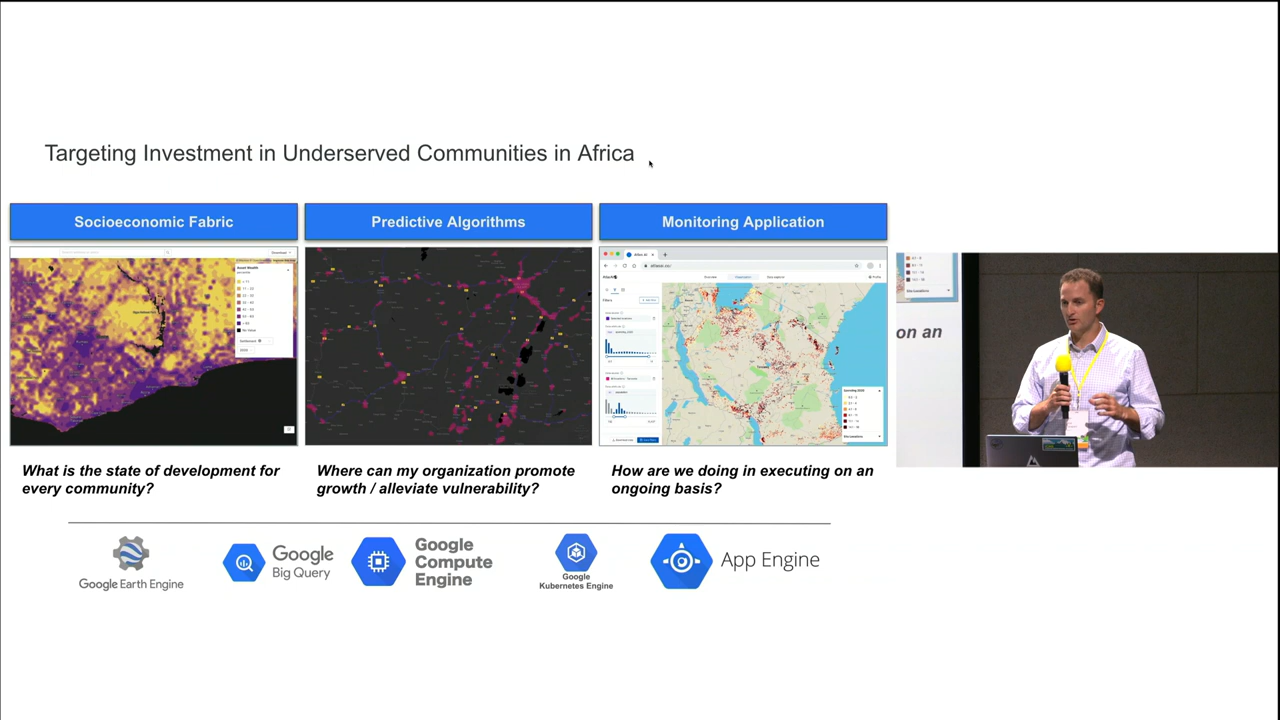 Targeting Investment in Underserved Communities in Africa
Socioeconomic Fabric
Predictive Algorithms
Monitoring Application
Asset Wealth
What is the state of development for
every community?
Where can my organization promote
growth / alleviate vulnerability?
How are we doing in executing on an
ongoing basis?
on an
Google Earth Engine
Google
Big Query
Google
Compute
Engine
Google
Kubernetes Engine
App Engine